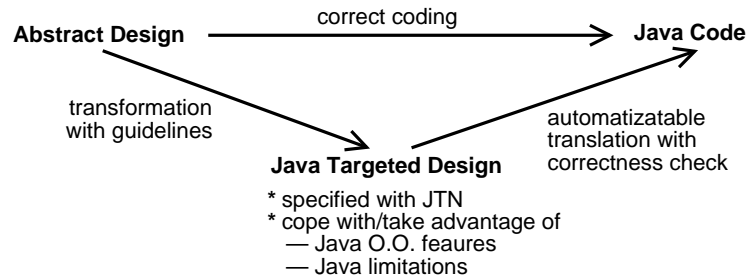 correct coding
Abstract Design
Java Code
transformation
with guidelines
automatizatable
translation with
correctness check
Java Targeted Design
* specified with JTN
* cope with/take advantage of
— Java O.O. feaures
— Java limitations